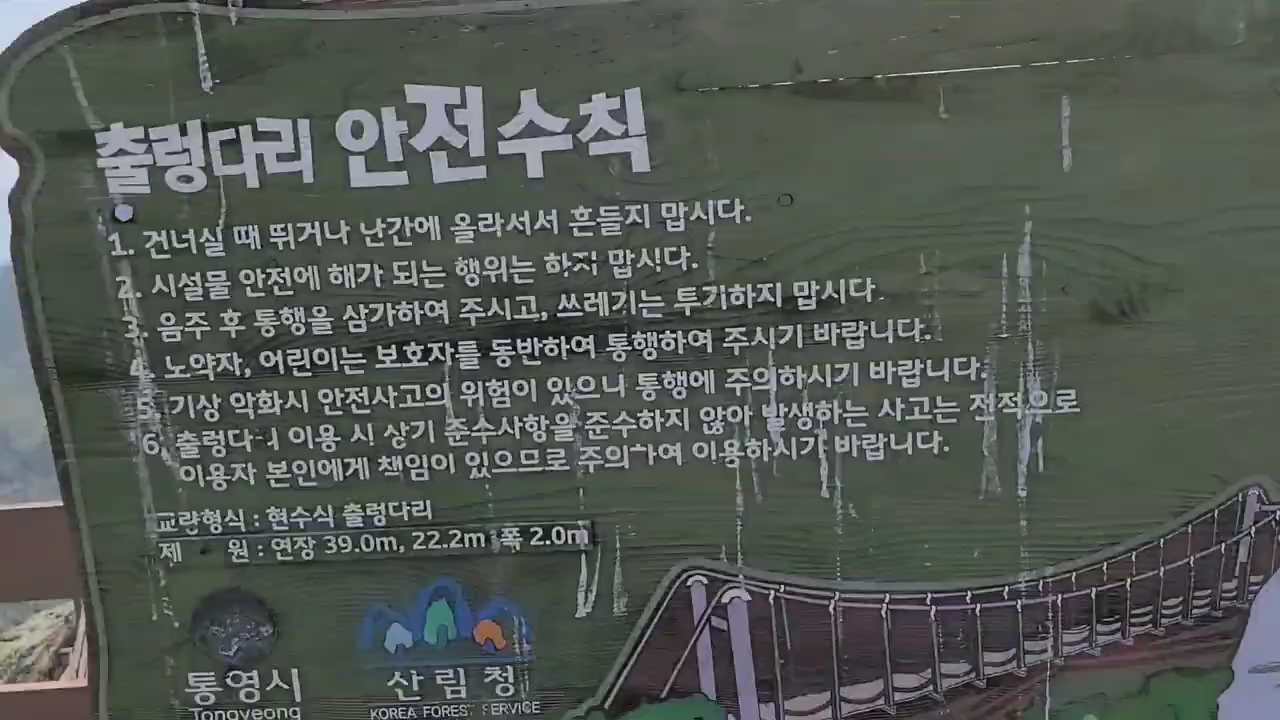 출렁다리 안전수칙
1. 건너실 때 뛰거나 난간에 올라서서 흔들지 맙시다.
2. 시설물 안전에 해가 되는 행위는 하지 맙시다.
3. 음주 후 통행을 삼가하여 주시고, 쓰레기는 투기하지 맙시다.
4. 노약자, 어린이는 보호자를 동반하여 통행하여 주시기 바랍니다.
5. 기상 악화시 안전사고의 위험이 있으니 통행에 주의하시기 바랍니다.
6. 출렁다리 이용 시 상기 준수사항을 준수하지 않아 발생하는 사고는 전적으로
이용자 본인에게 책임이 있으므로 주의하여 이용하시기 바랍니다.
교량형식 : 현수식 출렁다리
제 원 : 연장 39.0m, 22.2m 폭 2.0m
통영시
Tongyeong
산림청
KOREA FOREST SERVICE